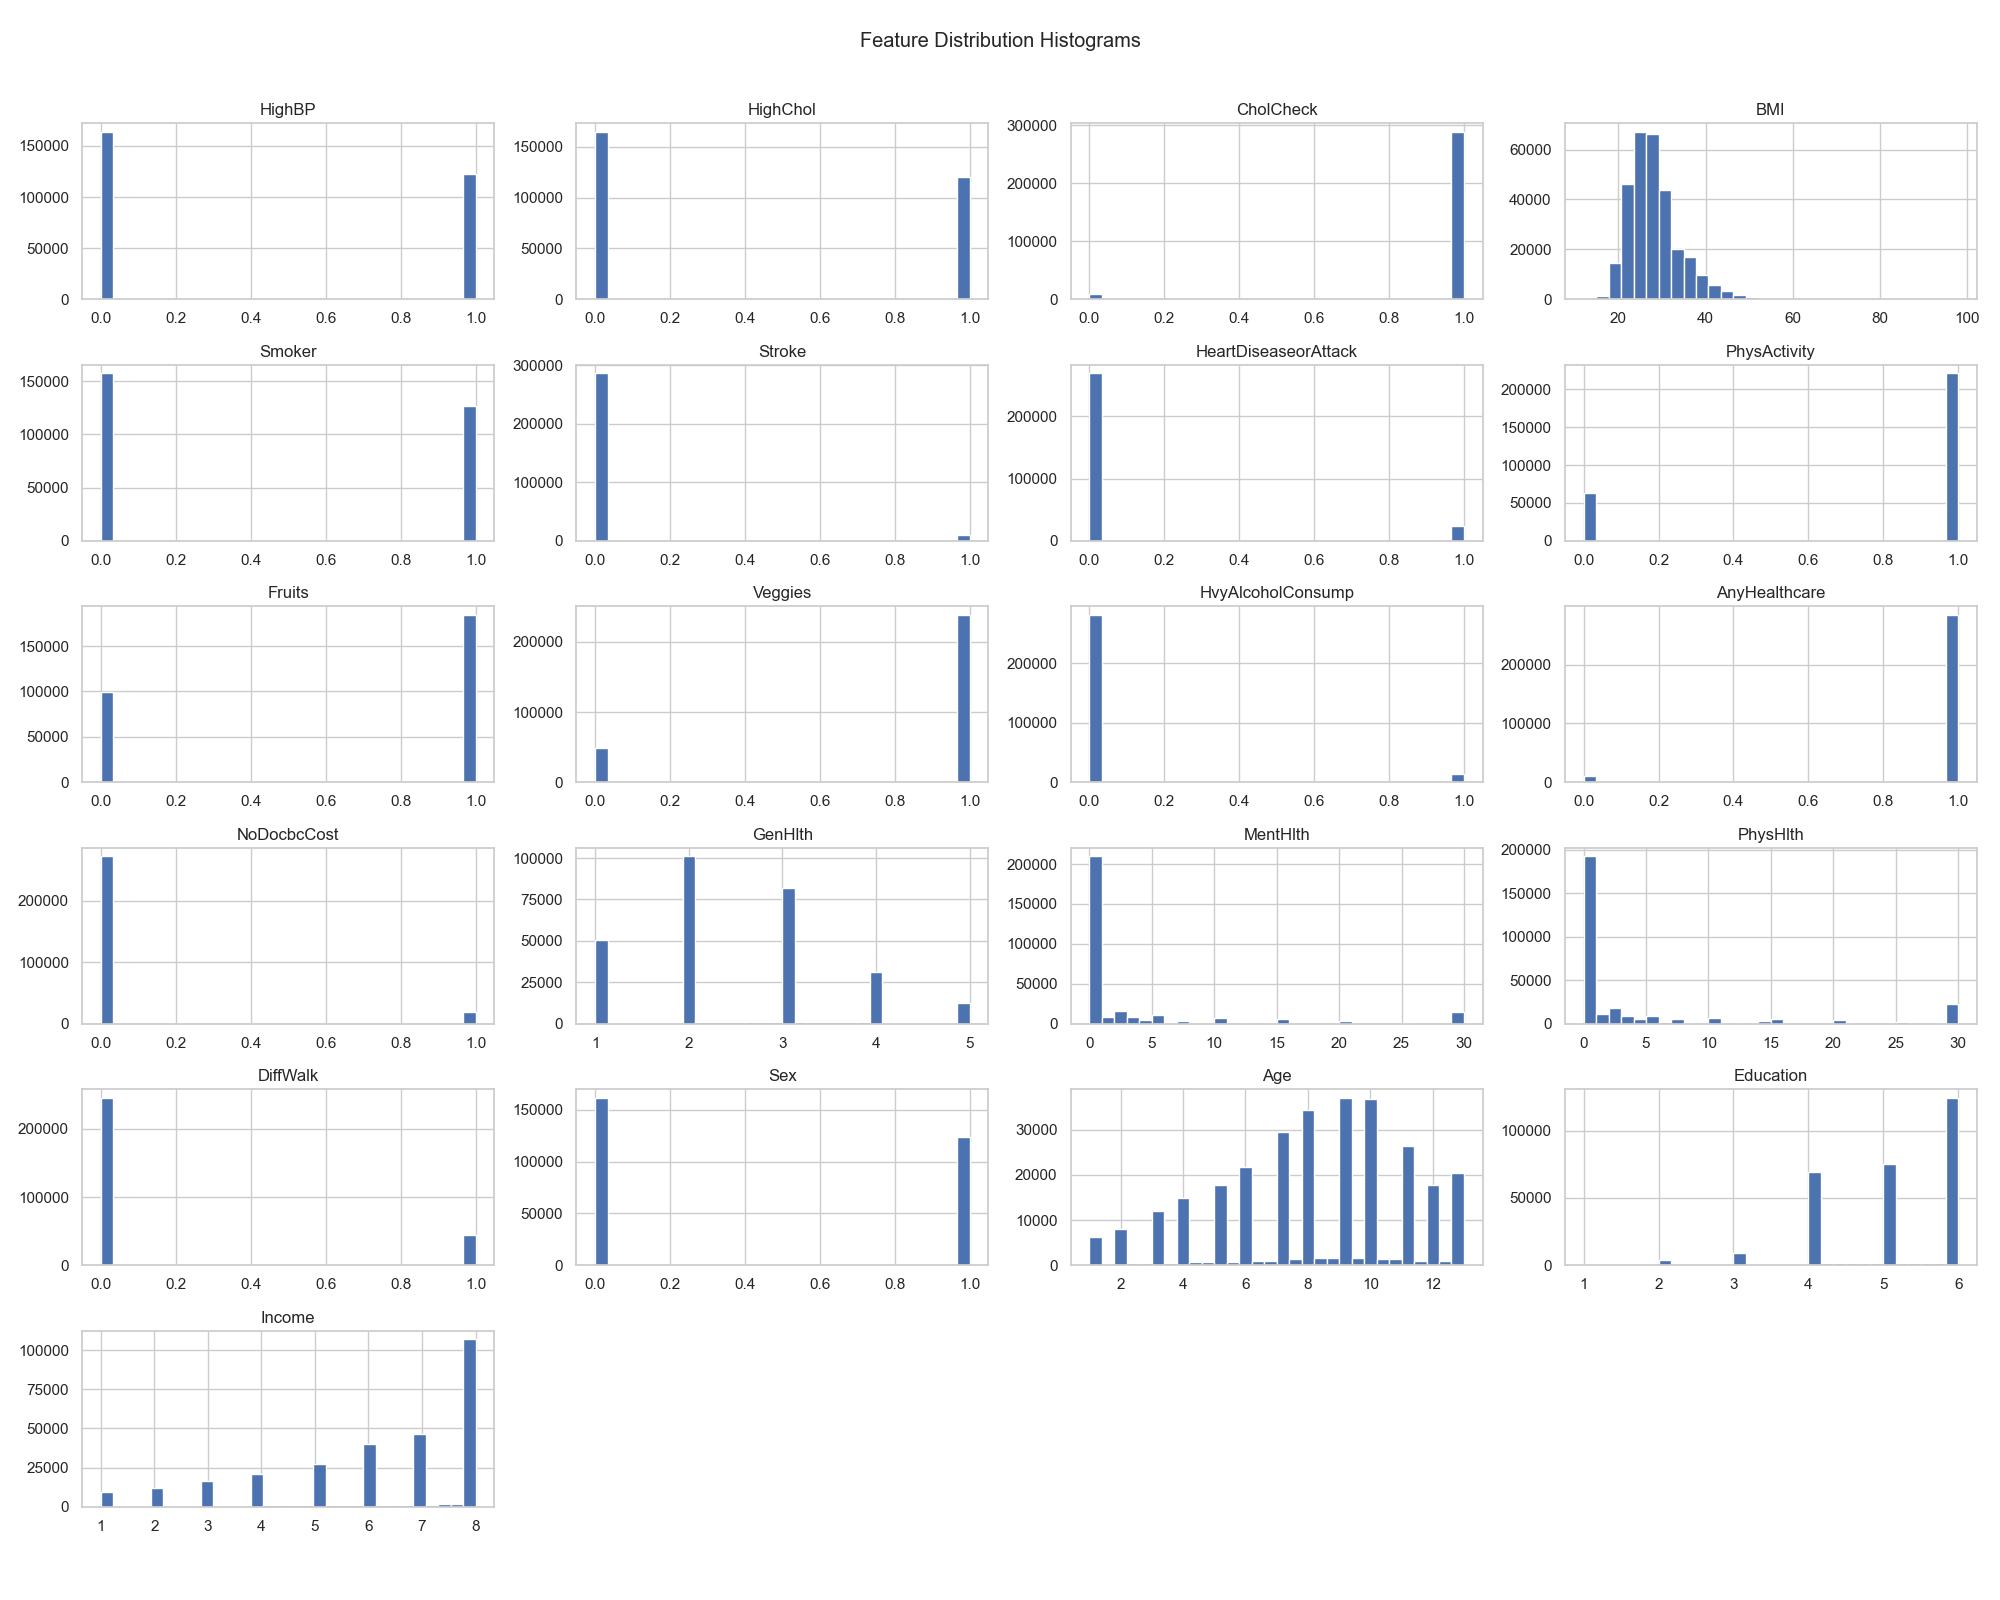 Feature Distribution Histograms
HighBP
150000
100000
50000
0
0.0 0.2 0.4 0.6 0.8 1.0
HighChol
150000
100000
50000
0
0.0 0.2 0.4 0.6 0.8 1.0
CholCheck
300000
200000
100000
0
0.0 0.2 0.4 0.6 0.8 1.0
BMI
60000
40000
20000
0
20 40 60 80 100
Smoker
150000
100000
50000
0
0.0 0.2 0.4 0.6 0.8 1.0
Stroke
300000
200000
100000
0
0.0 0.2 0.4 0.6 0.8 1.0
HeartDiseaseorAttack
200000
100000
0
0.0 0.2 0.4 0.6 0.8 1.0
PhysActivity
200000
150000
100000
50000
0
0.0 0.2 0.4 0.6 0.8 1.0
Fruits
150000
100000
50000
0
0.0 0.2 0.4 0.6 0.8 1.0
Veggies
200000
100000
0
0.0 0.2 0.4 0.6 0.8 1.0
HvyAlcoholConsump
200000
100000
0
0.0 0.2 0.4 0.6 0.8 1.0
AnyHealthcare
200000
100000
0
0.0 0.2 0.4 0.6 0.8 1.0
NoDocbcCost
200000
100000
0
0.0 0.2 0.4 0.6 0.8 1.0
GenHlth
100000
75000
50000
25000
0
1 2 3 4 5
MentHlth
200000
150000
100000
50000
0
0 5 10 15 20 25 30
PhysHlth
200000
150000
100000
50000
0
0 5 10 15 20 25 30
DiffWalk
200000
100000
0
0.0 0.2 0.4 0.6 0.8 1.0
Sex
150000
100000
50000
0
0.0 0.2 0.4 0.6 0.8 1.0
Age
30000
20000
10000
0
2 4 6 8 10 12
Education
100000
50000
0
1 2 3 4 5 6
Income
100000
75000
50000
25000
0
1 2 3 4 5 6 7 8